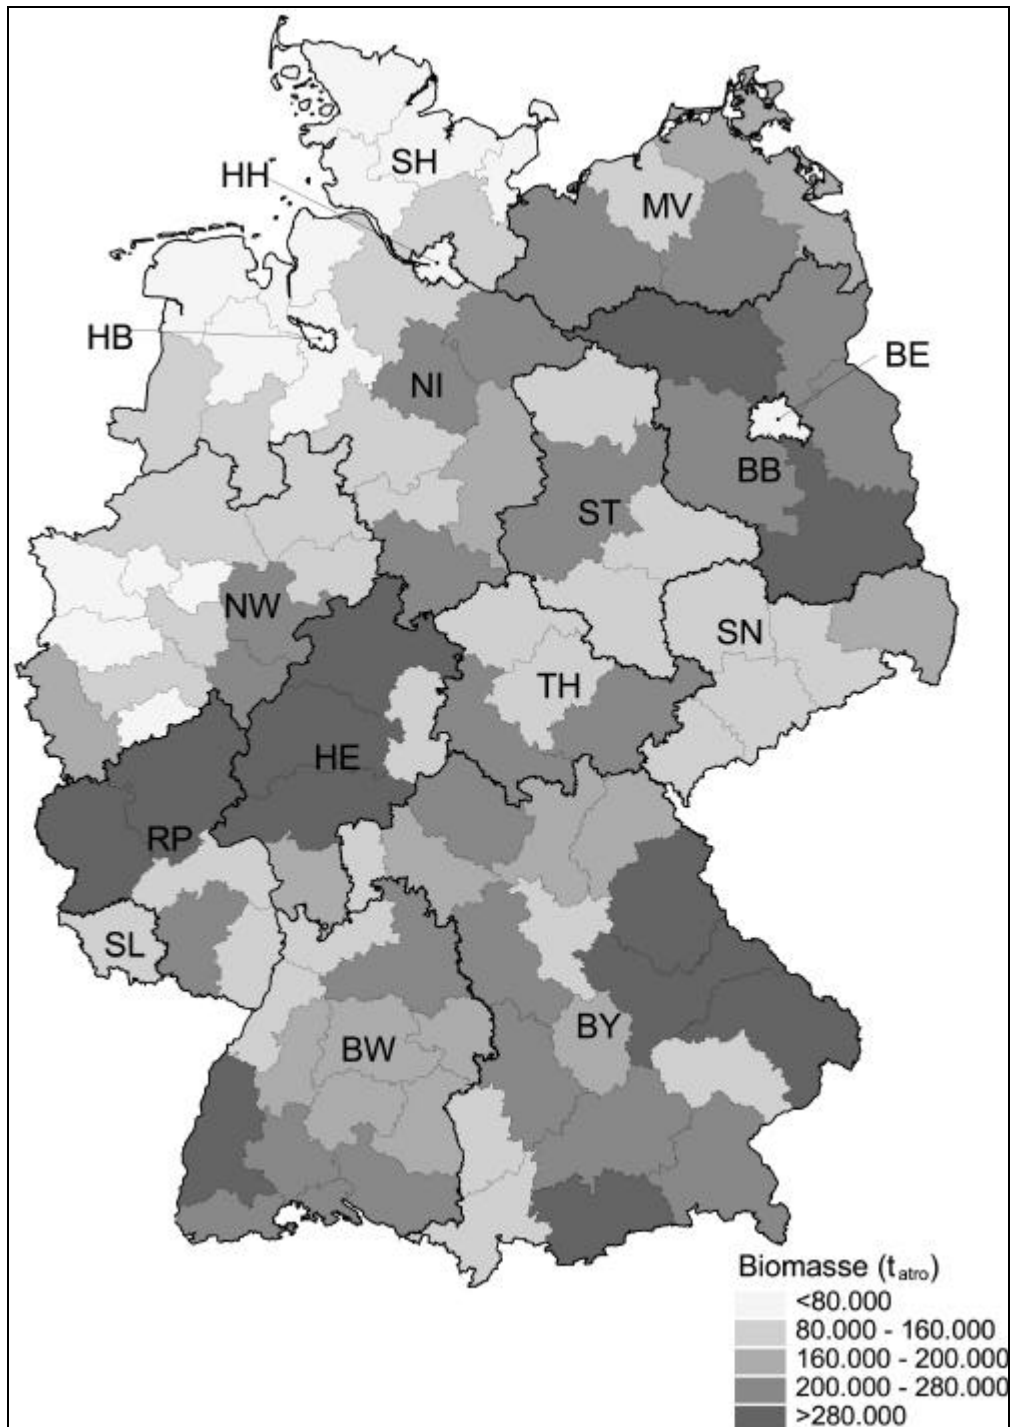 SH
HH
MV
HB
BE
NI
BB
ST
NW
SN
TH
HE
RP
SL
BY
BW
Biomasse (t atro)
<80.000
80.000 - 160.000
160.000 - 200.000
200.000 - 280.000
>280.000